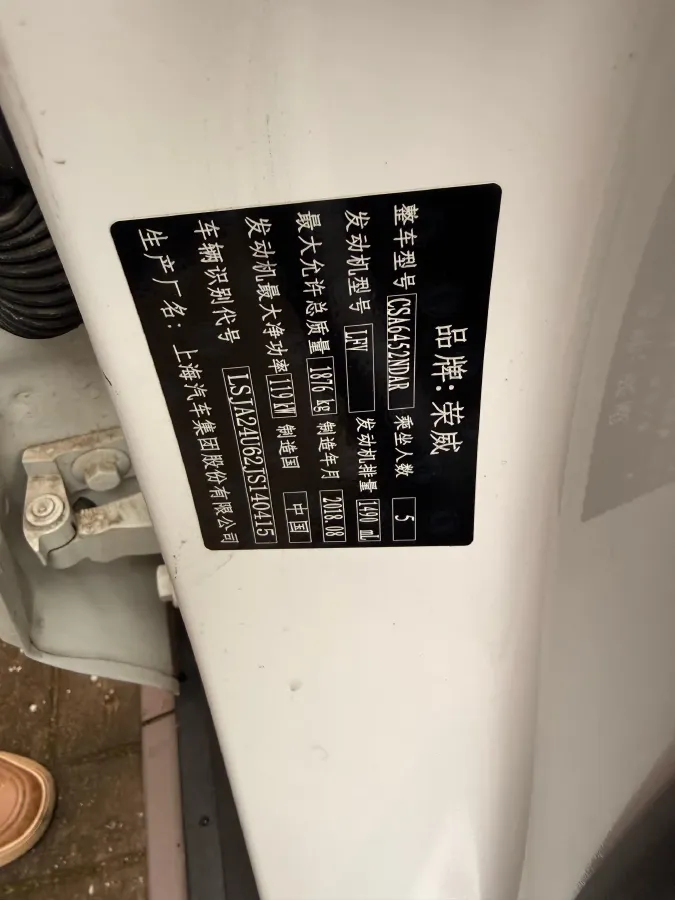 品牌: 荣威
整车型号 CSA6452NDAR 乘坐人数 5
发动机型号 LFV 发动机排量 1490 mL
最大允许总质量 1876 kg 制造年月 2018.08
发动机最大净功率 119 kW 制造国 中国
车辆识别代号 LSJA24U62JS140415
生产厂名: 上海汽车集团股份有限公司